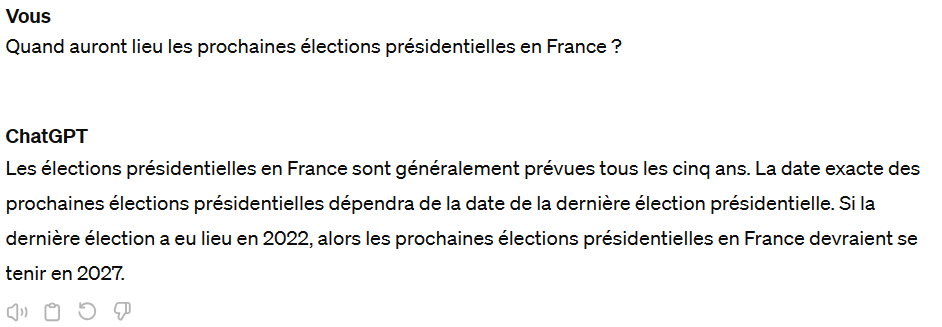 Vous
Quand auront lieu les prochaines élections présidentielles en France ?
ChatGPT
Les élections présidentielles en France sont généralement prévues tous les cinq ans. La date exacte des
prochaines élections présidentielles dépendra de la date de la dernière élection présidentielle. Si la
dernière élection a eu lieu en 2022, alors les prochaines élections présidentielles en France devraient se
tenir en 2027.